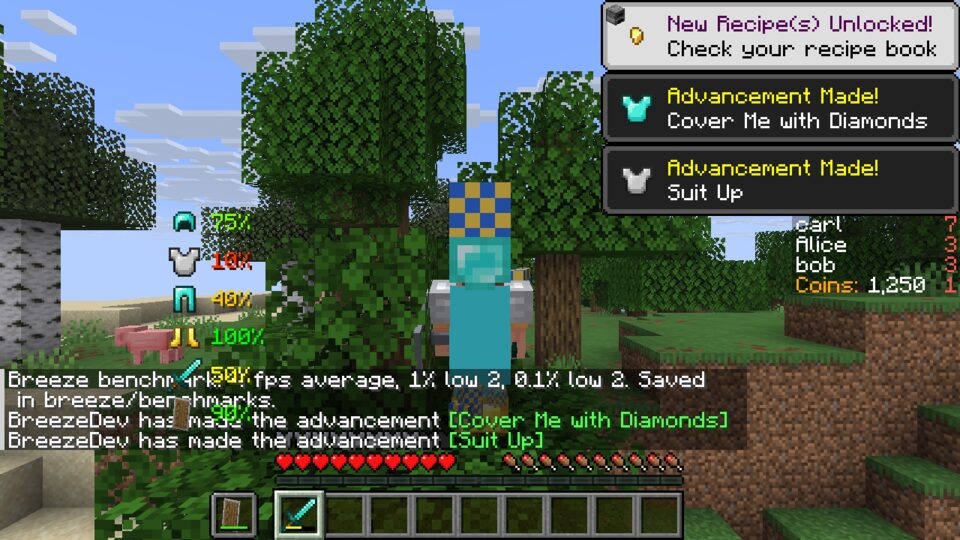 New Recipe(s) Unlocked!
Check your recipe book
Advancement Made!
Cover Me with Diamonds
Advancement Made!
Suit Up
carl 7
Alice 3
bob 3
Coins: 1,250 1
75%
10%
40%
100%
50%
90%
Breeze fps average, 1% low 2, 0.1% low 2. Saved
in breeze/benchmarks.
BreezeDev has made the advancement [Cover Me with Diamonds]
BreezeDev has made the advancement [Suit Up]